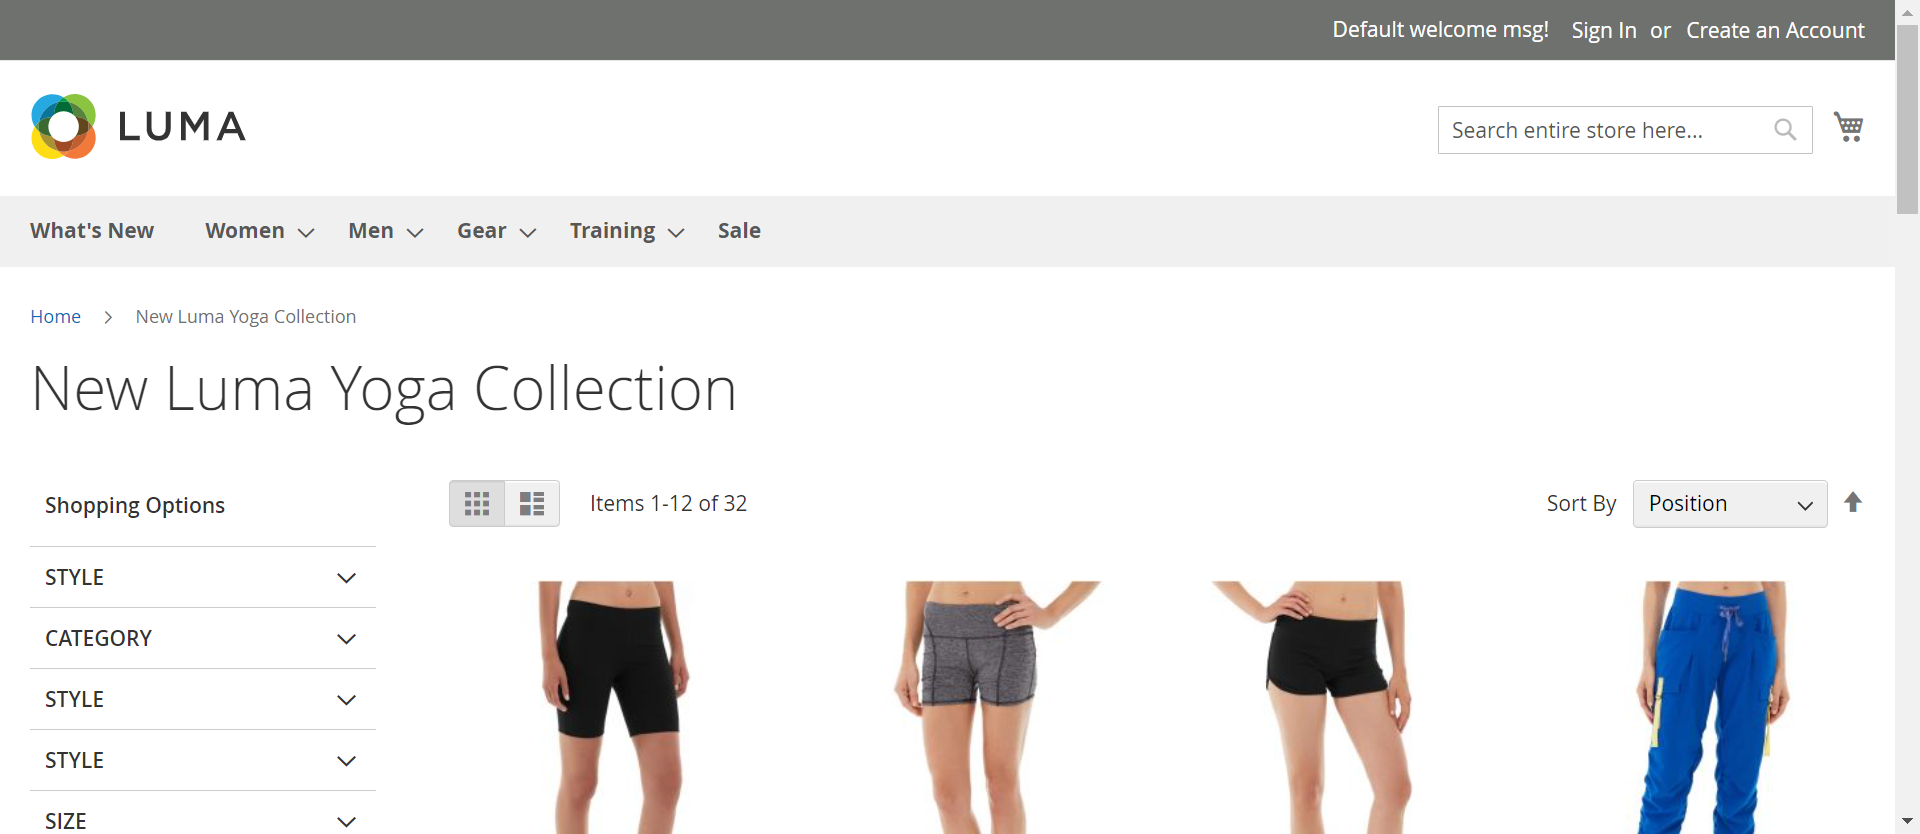 Default welcome msg! Sign In or Create an Account
LUMA
Search entire store here...
What's New Women Men Gear Training Sale
Home New Luma Yoga Collection
New Luma Yoga Collection
Shopping Options
Items 1-12 of 32
Sort By Position
STYLE
CATEGORY
STYLE
STYLE
SIZE